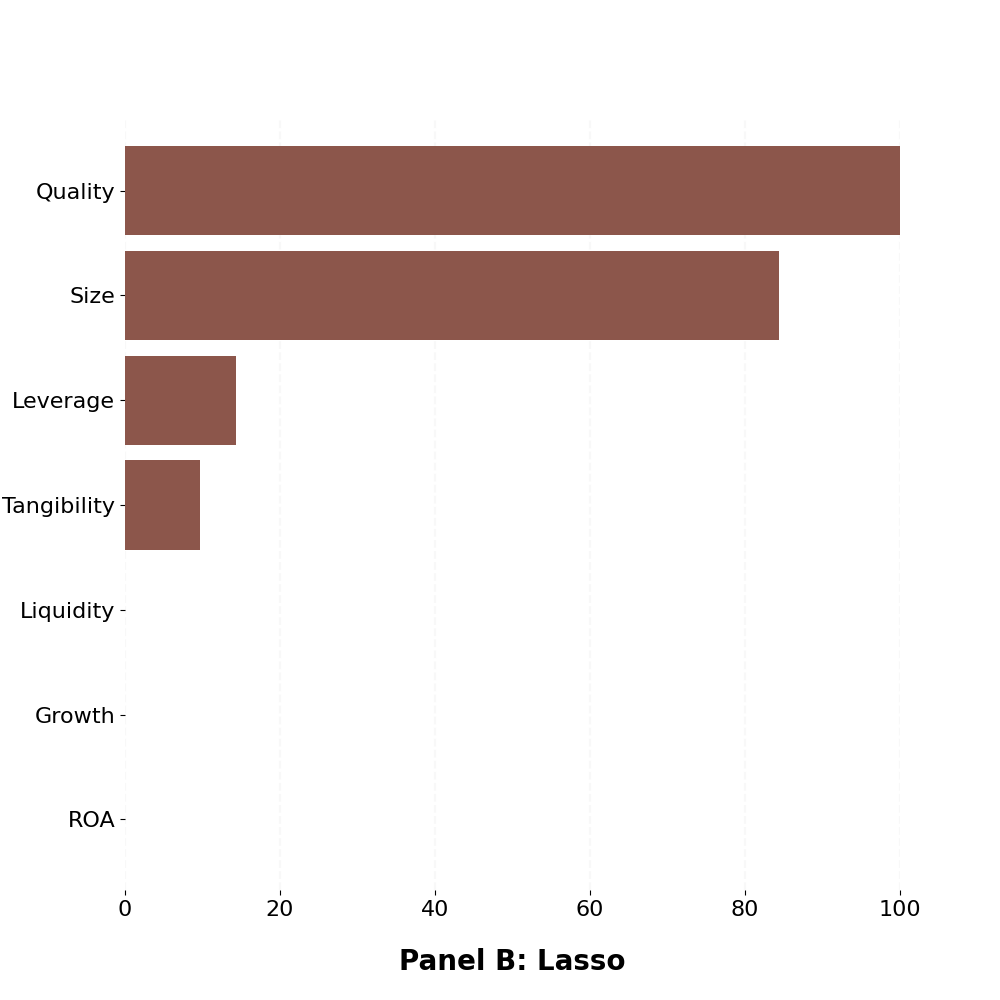 Quality
Size
Leverage
Tangibility
Liquidity
Growth
ROA
0 20 40 60 80 100
Panel B: Lasso